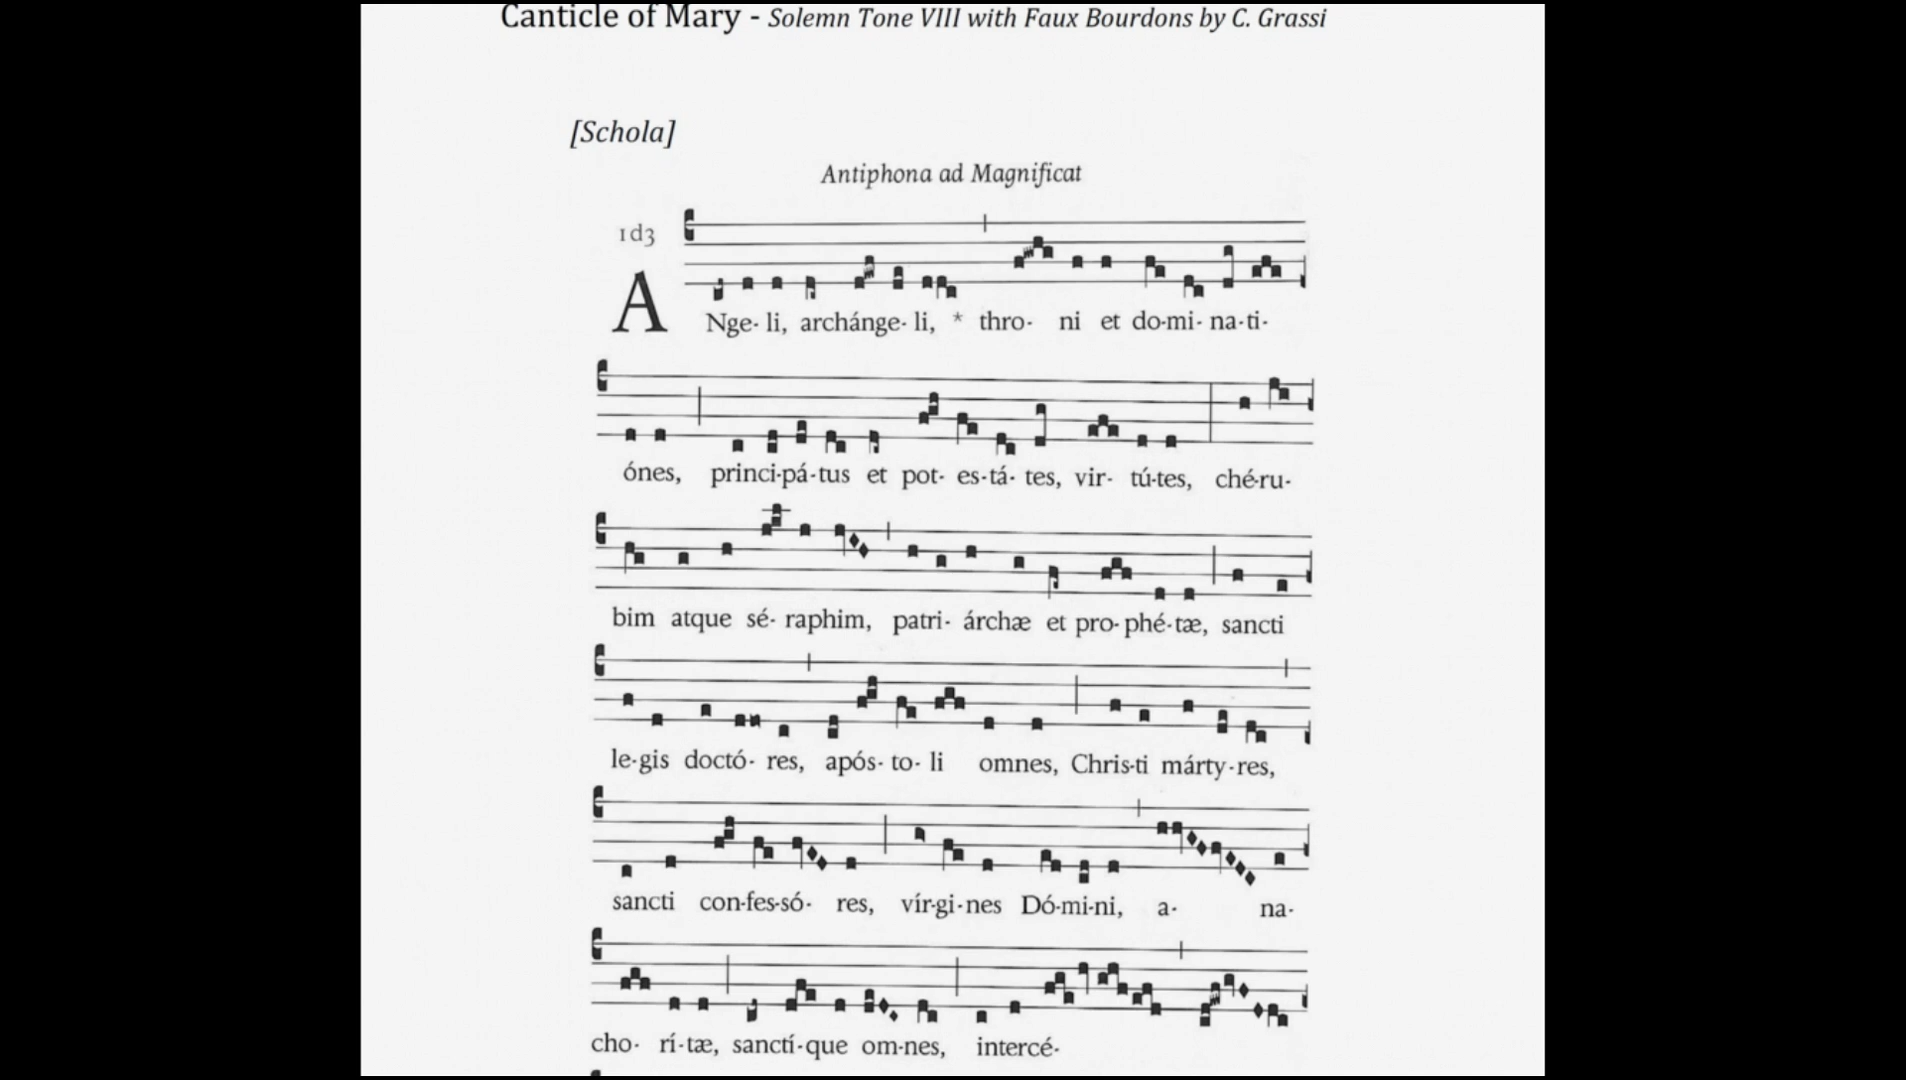 Canticle of Mary - Solemn Tone VIII with Faux Bourdons by C. Grassi
[Schola]
Antiphona ad Magnificat
1d3
ANge- li, archánge- li, * thro- ni et do-mi- na-ti-
ónes, princi-pá-tus et pot- es-tá- tes, vir- tú-tes, ché-ru-
bim atque sé- raphim, patri- árchæ et pro-phé-tæ, sancti
le-gis doctó- res, após- to- li omnes, Chris-ti márty-res,
sancti con-fes-só- res, vír-gi-nes Dó-mi-ni, a- na-
cho- rí-tæ, sanctí-que om-nes, intercé-